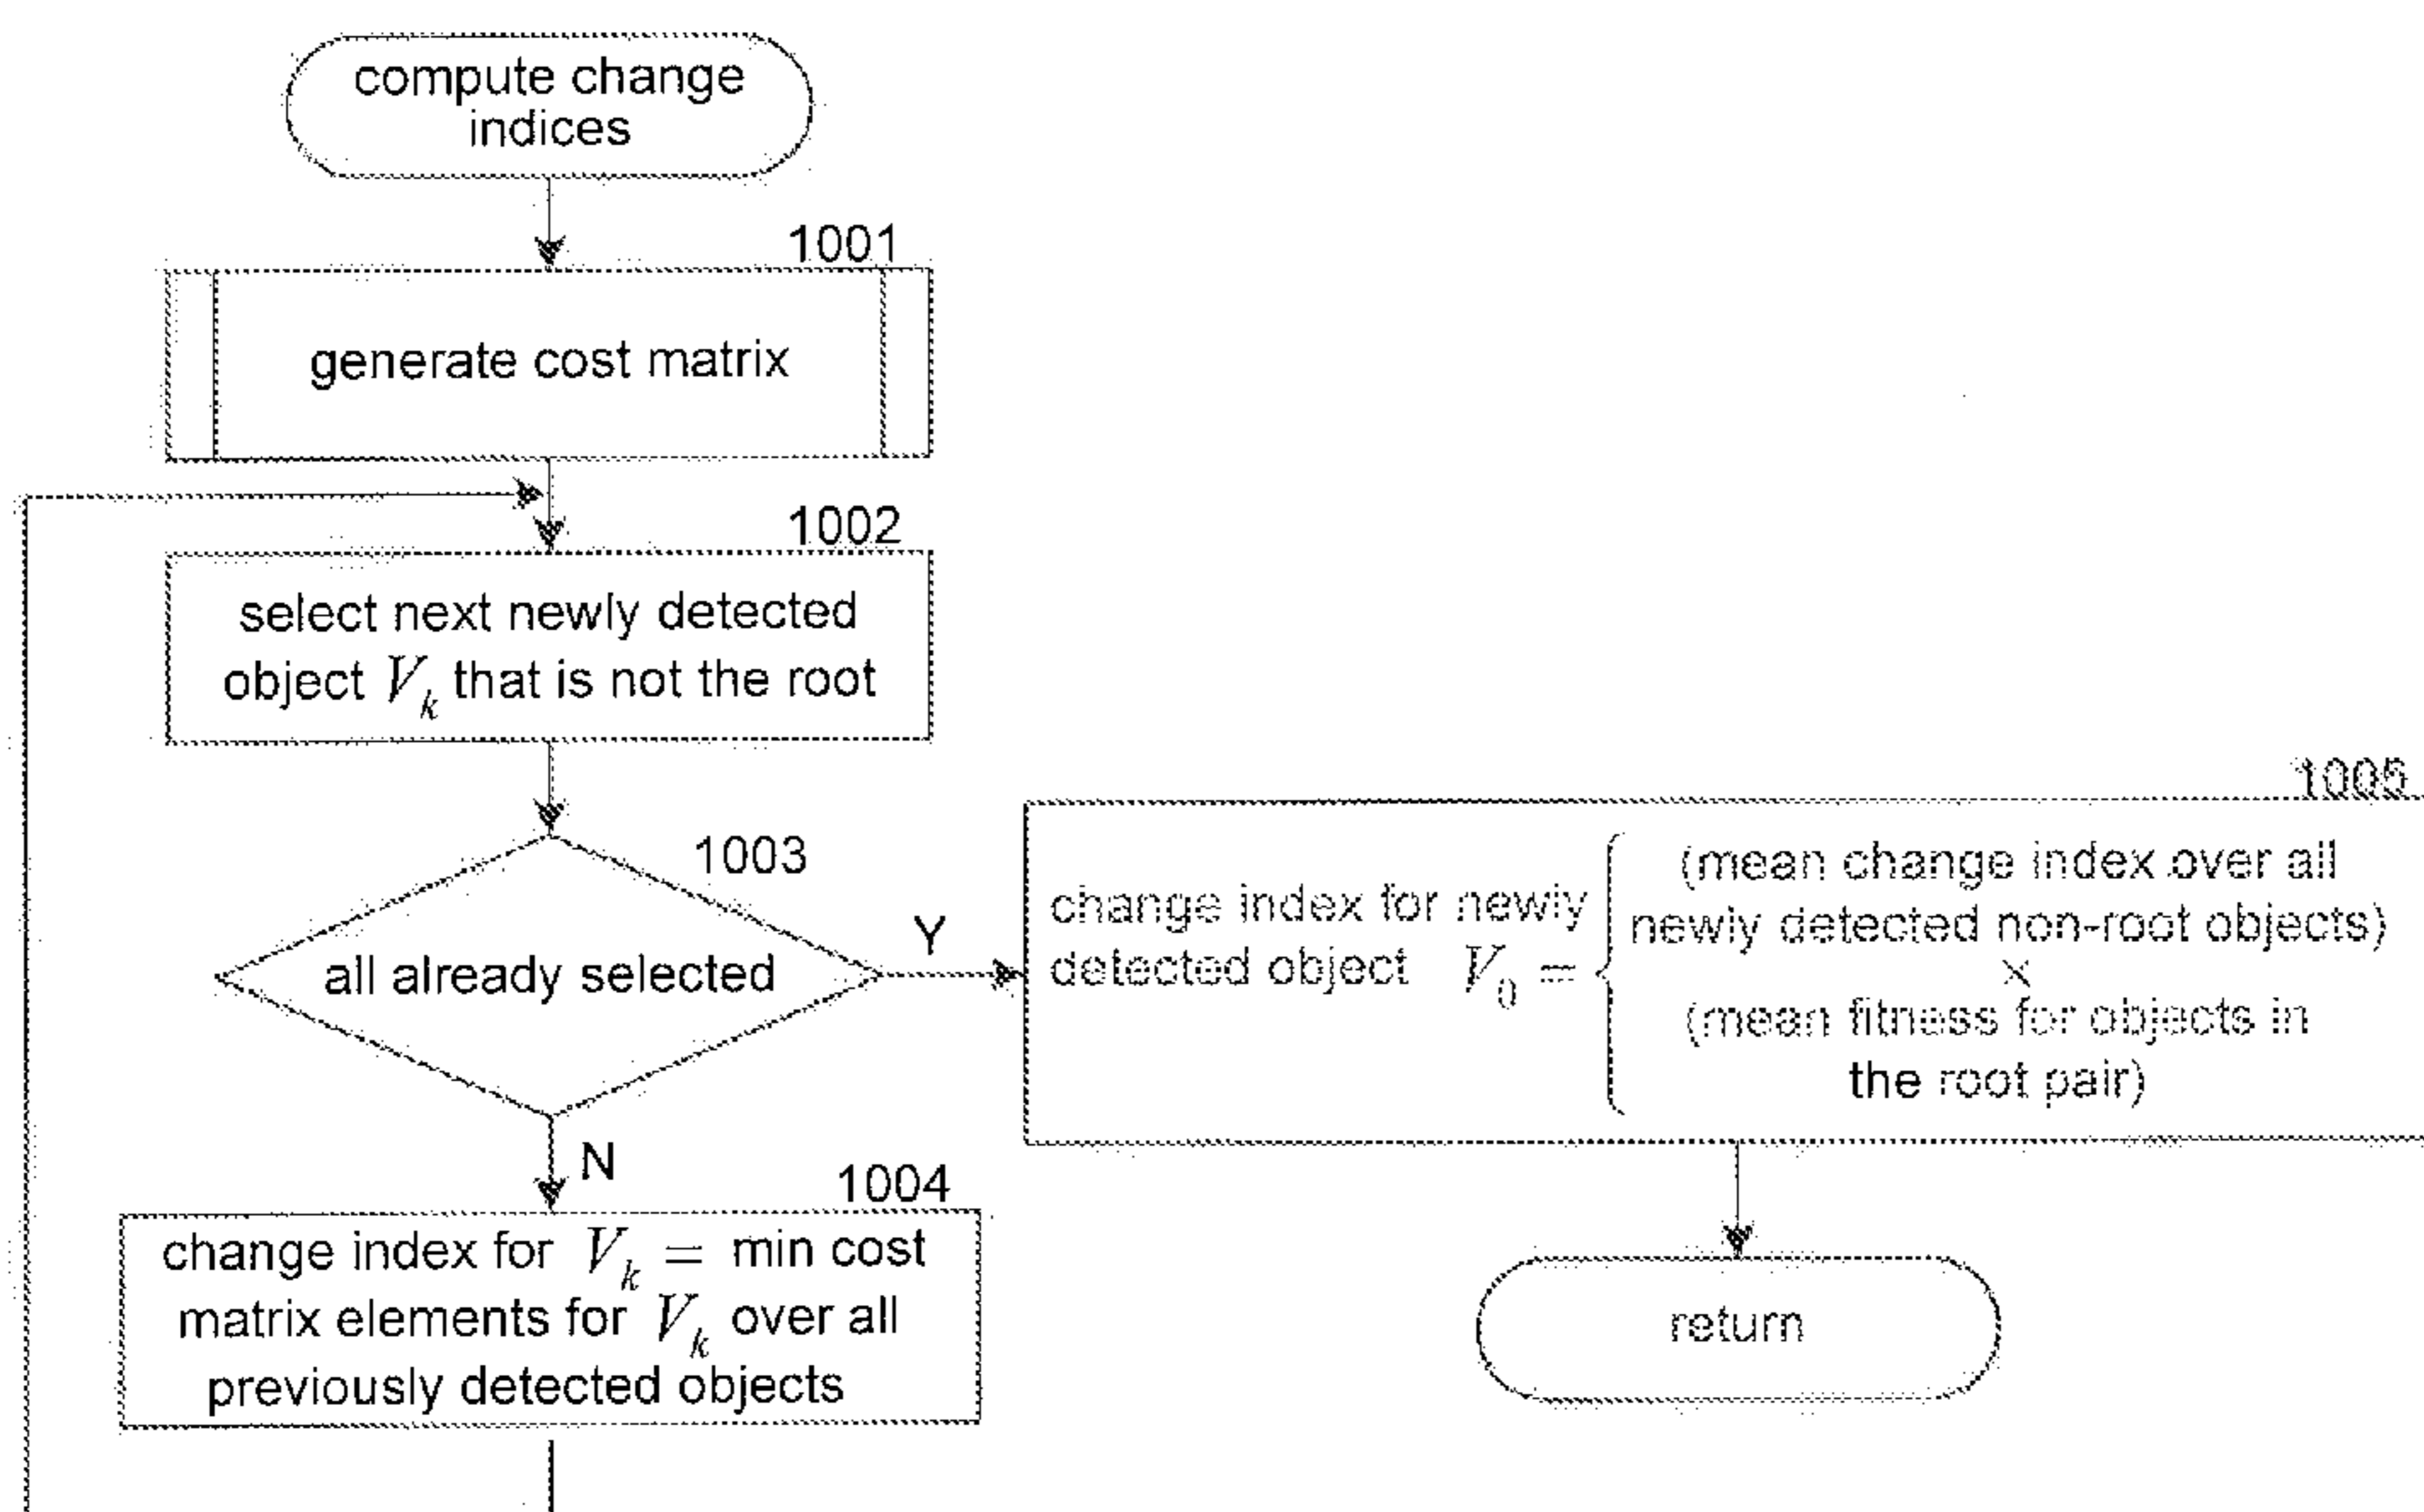 compute change
indices
1001
generate cost matrix
1002
select next newly detected
object V_k that is not the root
1003
all already selected
Y
N
1004
change index for V_k = min cost
matrix elements for V_k over all
previously detected objects
1005
change index for newly
detected object V_0 =
(mean change index over all
newly detected non-root objects)
×
(mean fitness for objects in
the root pair)
return